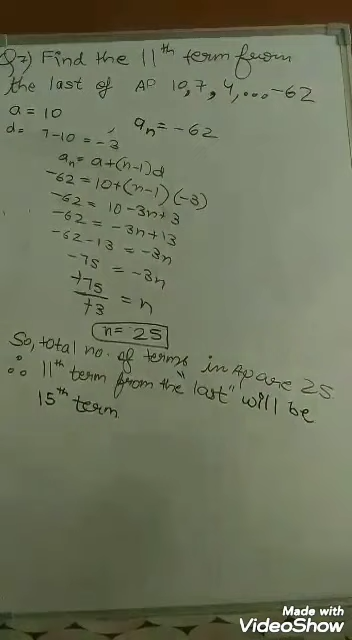 Q7) Find the 11th term from
the last of AP 10, 7, 4, ... -62
a = 10
d = 7-10 = -3
an = -62
an = a+(n-1)d
-62 = 10+(n-1)(-3)
-62 = 10-3n+3
-62 = -3n+13
-62-13 = -3n
-75 = -3n
+75/+3 = n
n = 25
So, total no. of terms in AP are 25
∴ 11th term from the "last" will be
15th term
Made with
VideoShow